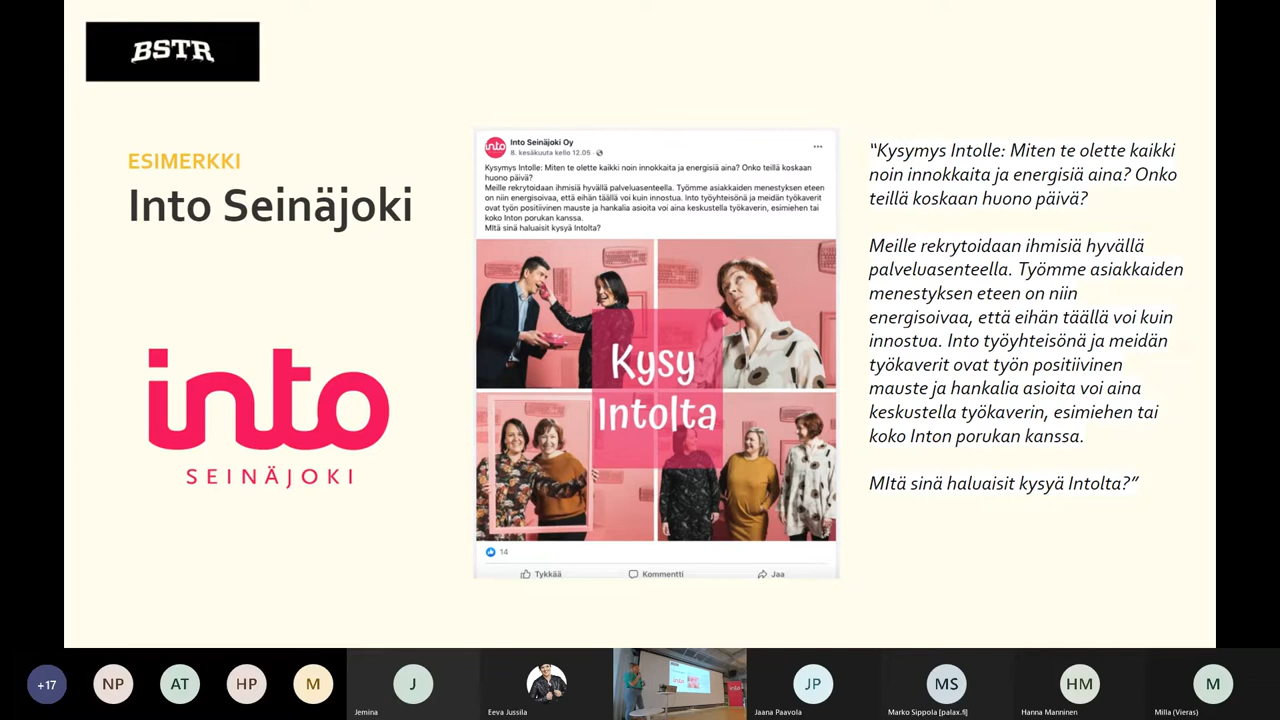 BSTR
ESIMERKKI
Into Seinäjoki
into
SEINÄJOKI
into
Into Seinäjoki Oy
8. kesäkuuta kello 12.05 ·
Kysymys Intolle: Miten te olette kaikki noin innokkaita ja energisiä aina? Onko teillä koskaan
huono päivä?
Meille rekrytoidaan ihmisiä hyvällä palveluasenteella. Työmme asiakkaiden menestyksen eteen
on niin energisoivaa, että eihän täällä voi kuin innostua. Into työyhteisönä ja meidän työkaverit
ovat työn positiivinen mauste ja hankalia asioita voi aina keskustella työkaverin, esimiehen tai
koko Inton porukan kanssa.
MItä sinä haluaisit kysyä Intolta?
Kysy
Intolta
14
Tykkää
Kommentti
Jaa
“Kysymys Intolle: Miten te olette kaikki
noin innokkaita ja energisiä aina? Onko
teillä koskaan huono päivä?
Meille rekrytoidaan ihmisiä hyvällä
palveluasenteella. Työmme asiakkaiden
menestyksen eteen on niin
energisoivaa, että eihän täällä voi kuin
innostua. Into työyhteisönä ja meidän
työkaverit ovat työn positiivinen
mauste ja hankalia asioita voi aina
keskustella työkaverin, esimiehen tai
koko Inton porukan kanssa.
MItä sinä haluaisit kysyä Intolta?”
+17
NP
AT
HP
M
J
Jemina
Eeva Jussila
into
JP
Jaana Paavola
MS
Marko Sippola [palax.fi]
HM
Hanna Manninen
M
Milla (Vieras)